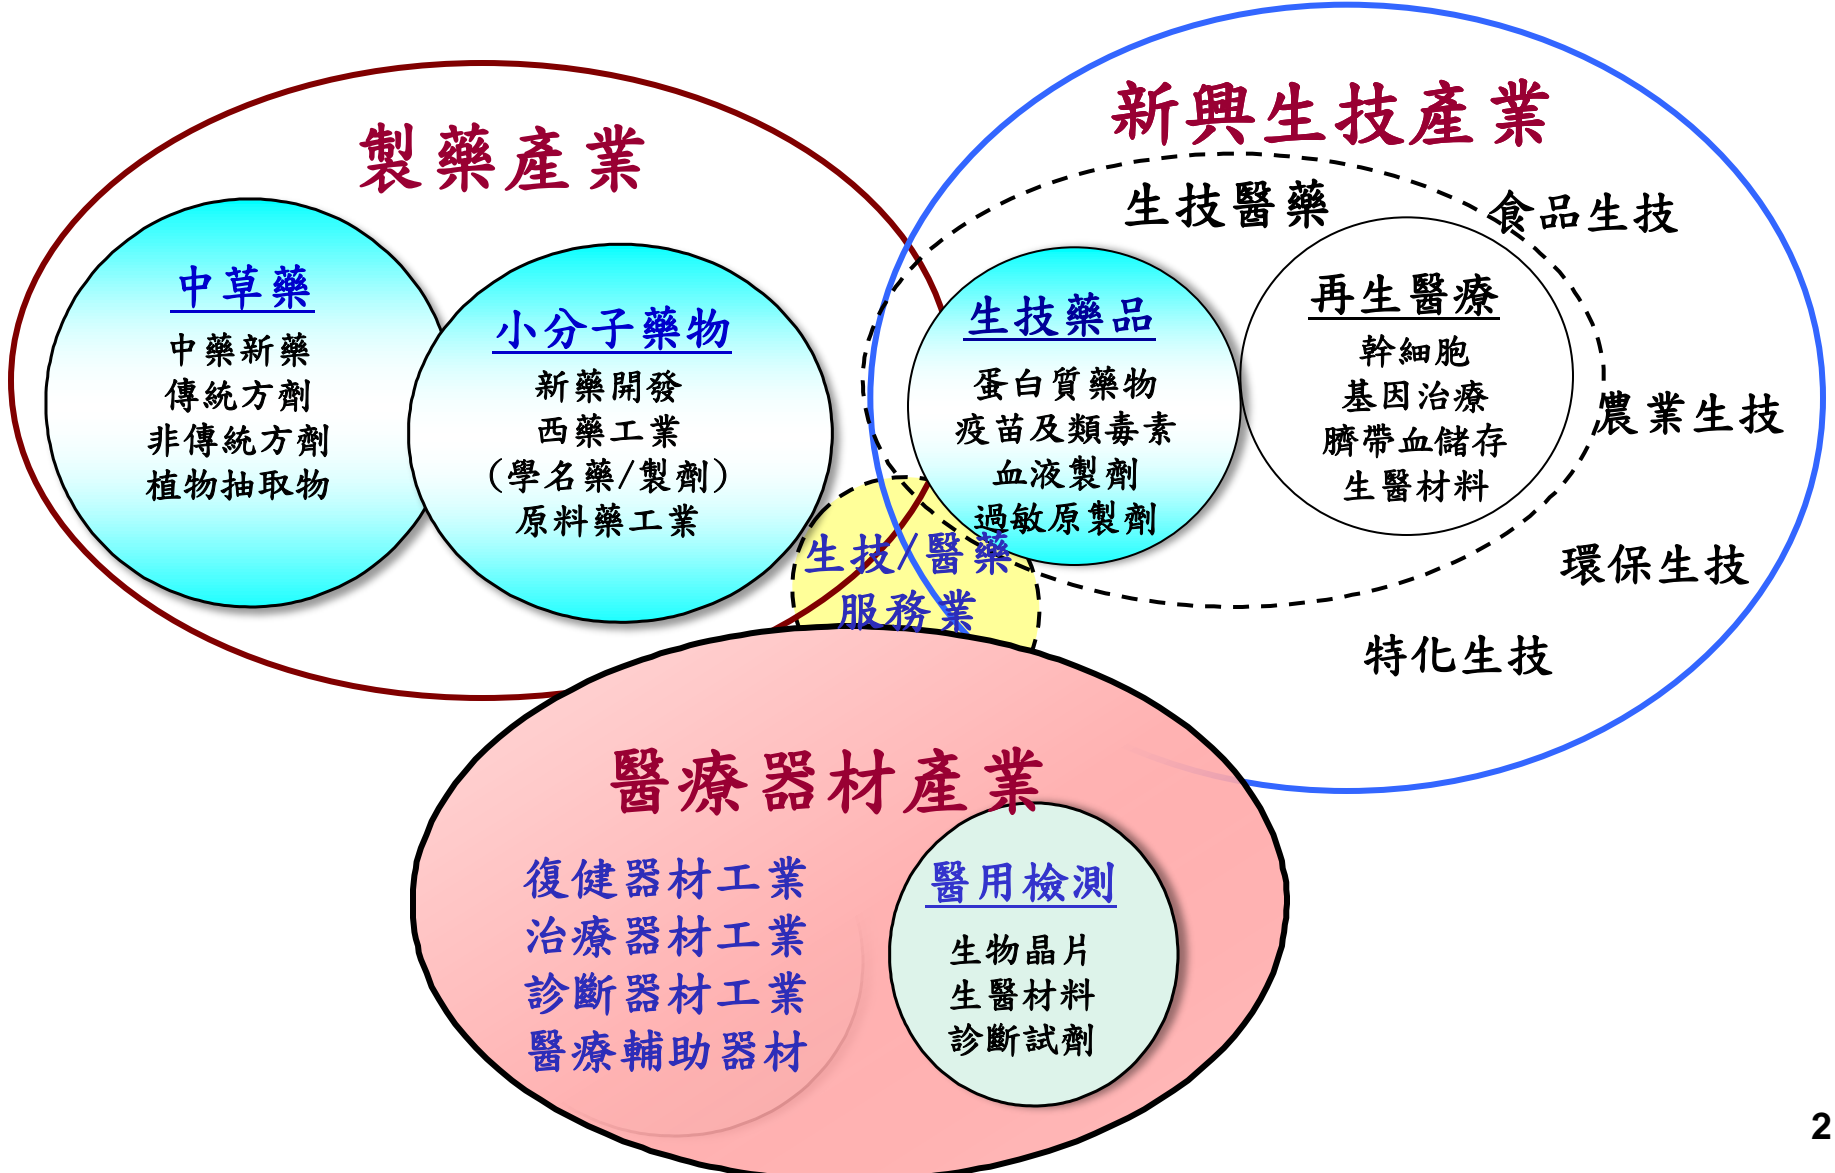 製藥產業
中草藥
中藥新藥
傳統方劑
非傳統方劑
植物抽取物
小分子藥物
新藥開發
西藥工業
(學名藥/製劑)
原料藥工業
新興生技產業
生技醫藥
食品生技
生技藥品
蛋白質藥物
疫苗及類毒素
血液製劑
過敏原製劑
再生醫療
幹細胞
基因治療
臍帶血儲存
生醫材料
農業生技
環保生技
特化生技
生技/醫藥
服務業
醫療器材產業
復健器材工業
治療器材工業
診斷器材工業
醫療輔助器材
醫用檢測
生物晶片
生醫材料
診斷試劑
2